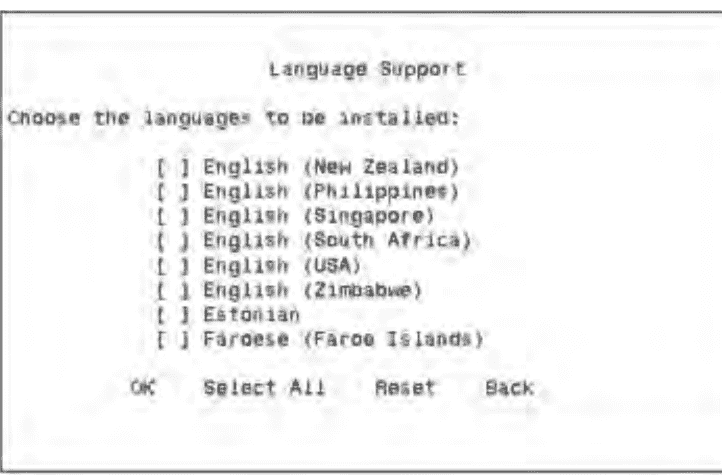 Language Support
Choose the languages to be installed:
[ ] English (New Zealand)
[ ] English (Philippines)
[ ] English (Singapore)
[ ] English (South Africa)
[ ] English (USA)
[ ] English (Zimbabwe)
[ ] Estonian
[ ] Faroese (Faroe Islands)
OK Select All Reset Back